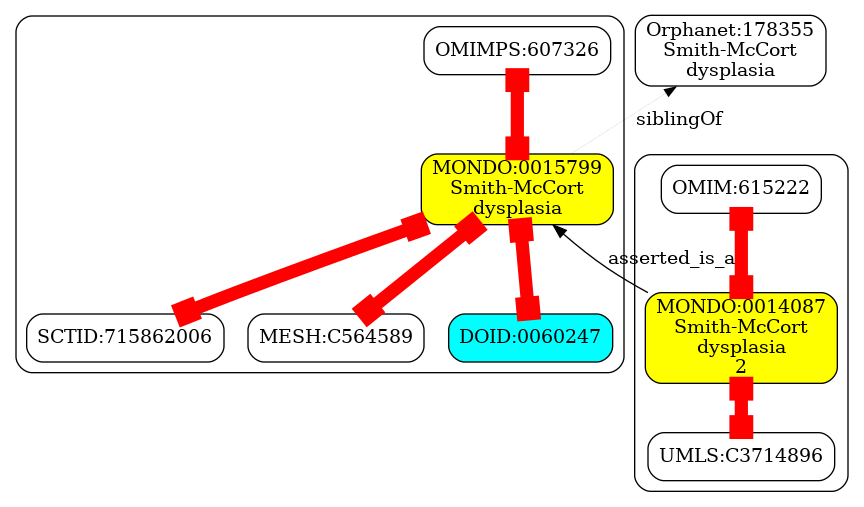 OMIMPS:607326
Orphanet:178355
Smith-McCort
dysplasia
siblingOf
MONDO:0015799
Smith-McCort
dysplasia
OMIM:615222
asserted_is_a
MONDO:0014087
Smith-McCort
dysplasia
2
SCTID:715862006
MESH:C564589
DOID:0060247
UMLS:C3714896